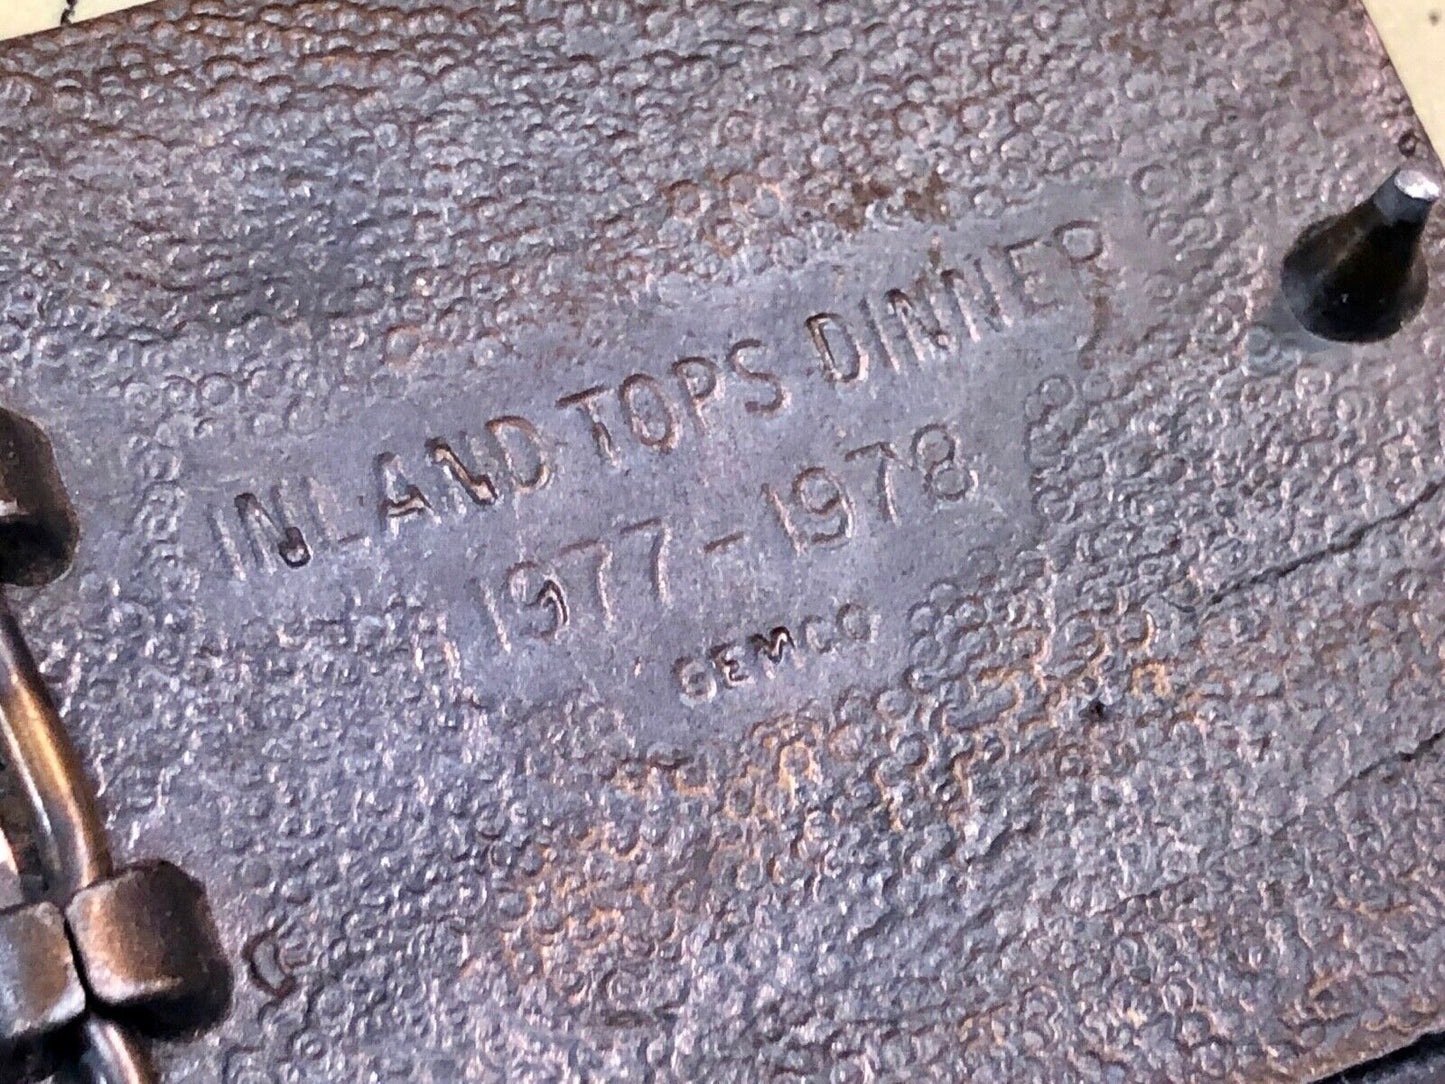 INLAND TOPS DINNER
1977-1978
GEMCO